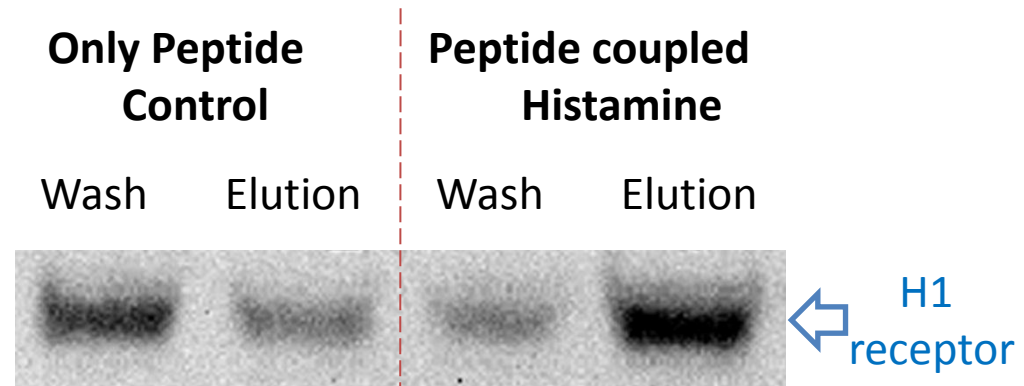 Only Peptide
Control
Peptide coupled
Histamine
Wash Elution Wash Elution
H1
receptor